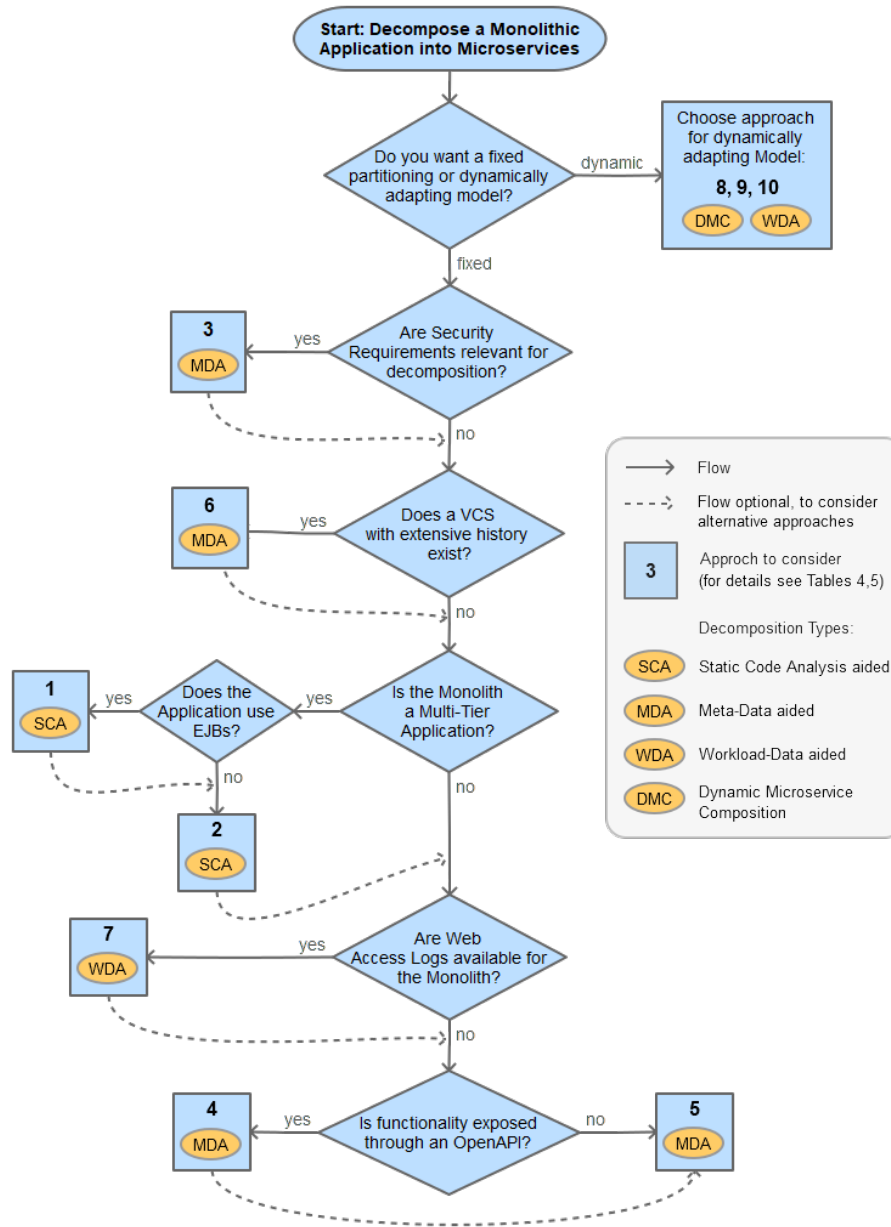 Start: Decompose a Monolithic
Application into Microservices
Do you want a fixed
partitioning or dynamically
adapting model?
dynamic
Choose approach
for dynamically
adapting Model:
8, 9, 10
DMC
WDA
fixed
Are Security
Requirements relevant for
decomposition?
yes
3
MDA
no
Does a VCS
with extensive history
exist?
yes
6
MDA
no
Is the Monolith
a Multi-Tier
Application?
yes
Does the
Application use
EJBs?
yes
1
SCA
no
2
SCA
no
Are Web
Access Logs available for
the Monolith?
yes
7
WDA
no
Is functionality exposed
through an OpenAPI?
yes
4
MDA
no
5
MDA
Flow
Flow optional, to consider
alternative approaches
3
Approch to consider
(for details see Tables 4,5)
Decomposition Types:
SCA
Static Code Analysis aided
MDA
Meta-Data aided
WDA
Workload-Data aided
DMC
Dynamic Microservice
Composition